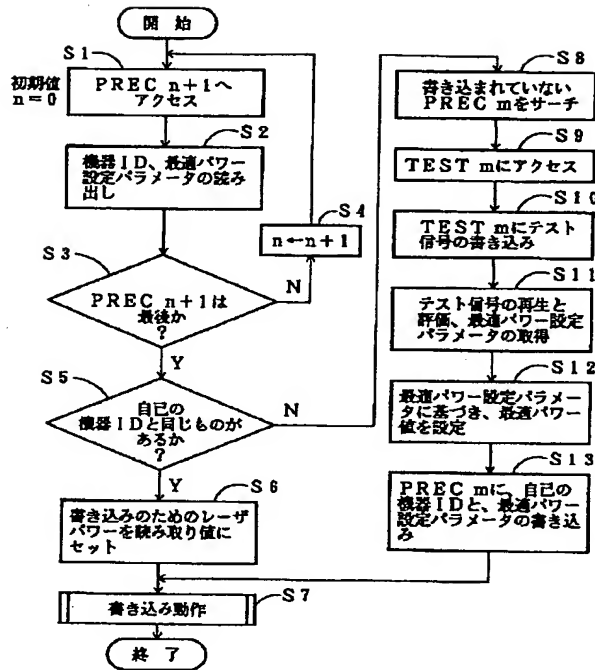 開始
S1
初期値
n=0
PREC n+1へ
アクセス
S2
機器ID、最適パワー
設定パラメータの読み
出し
S4
n←n+1
S3
PREC n+1は
最後か
?
N
Y
S5
自己の
機器IDと同じものが
あるか
?
N
Y
S6
書き込みのためのレーザ
パワーを読み取り値に
セット
S7
書き込み動作
終了
S8
書き込まれていない
PREC mをサーチ
S9
TEST mにアクセス
S10
TEST mにテスト
信号の書き込み
S11
テスト信号の再生と
評価、最適パワー設定
パラメータの取得
S12
最適パワー設定パラメー
タに基づき、最適パワー
値を設定
S13
PREC mに、自己の
機器IDと、最適パワー
設定パラメータの書き込
み